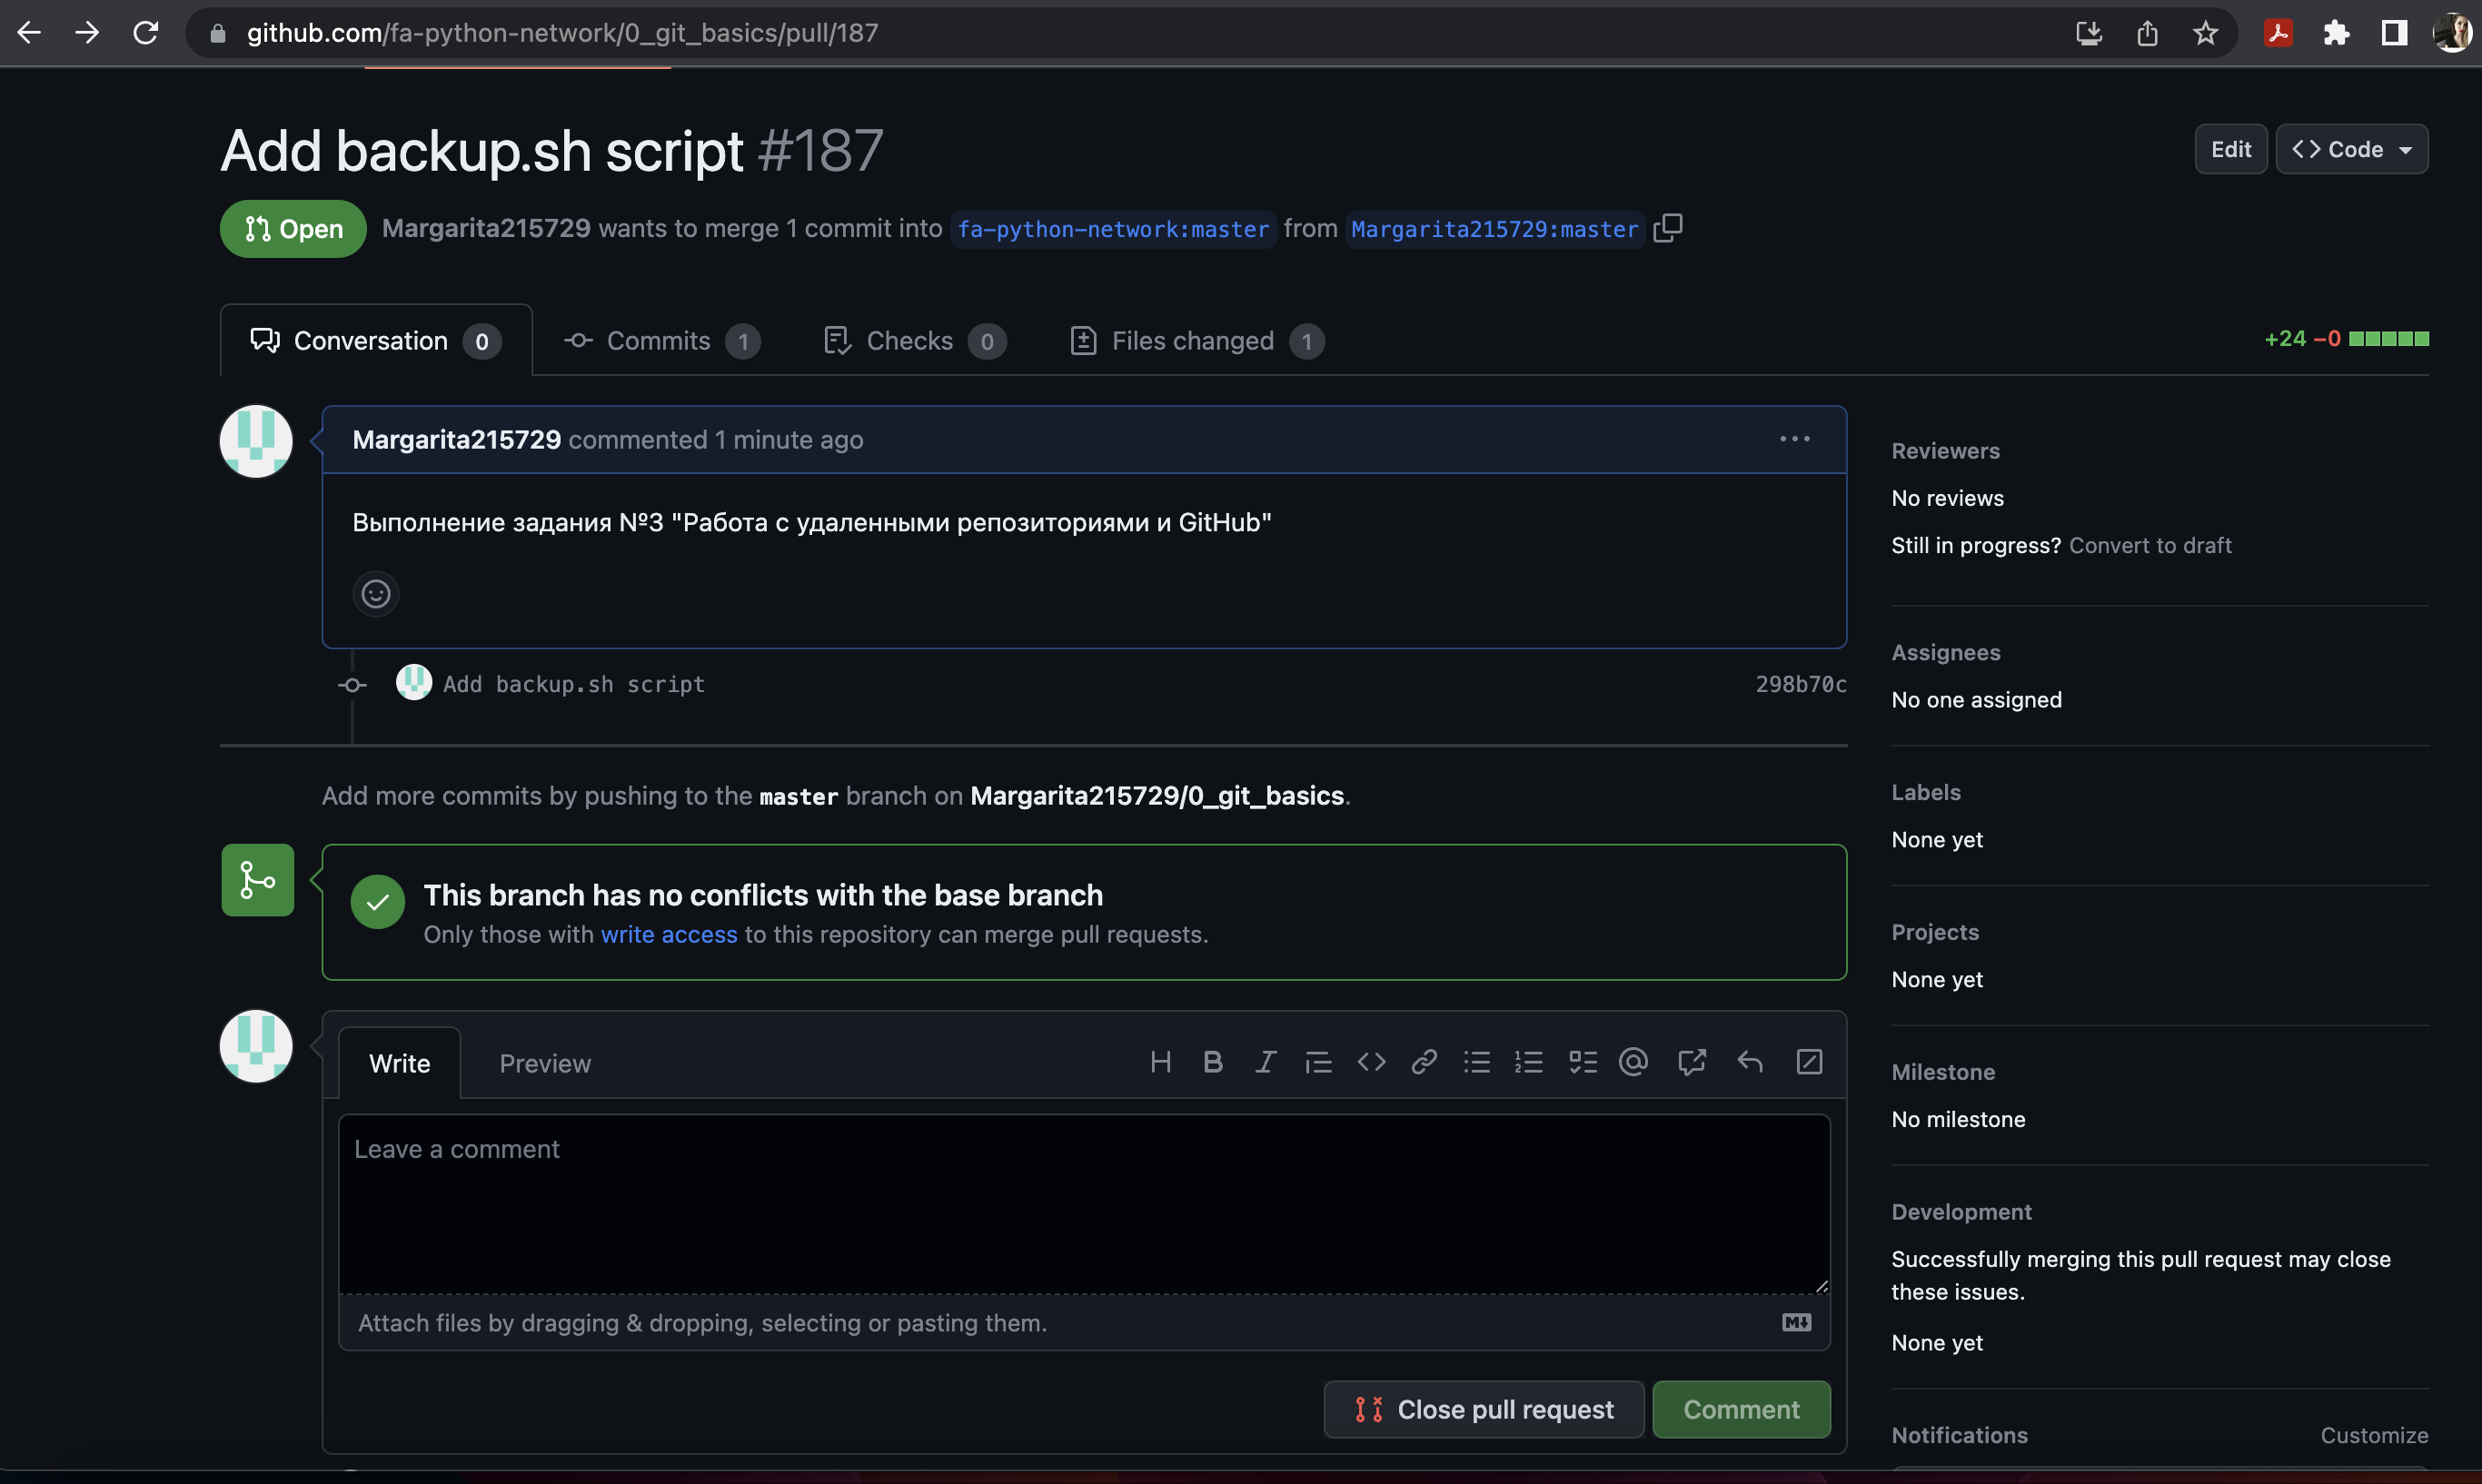 github.com/fa-python-network/0_git_basics/pull/187
Add backup.sh script #187
Edit
Code
Open
Margarita215729 wants to merge 1 commit into fa-python-network:master from Margarita215729:master
Conversation 0
Commits 1
Checks 0
Files changed 1
+24 −0
Margarita215729 commented 1 minute ago
Выполнение задания №3 "Работа с удаленными репозиториями и GitHub"
Add backup.sh script
298b70c
Add more commits by pushing to the master branch on Margarita215729/0_git_basics.
This branch has no conflicts with the base branch
Only those with write access to this repository can merge pull requests.
Write
Preview
Leave a comment
Attach files by dragging & dropping, selecting or pasting them.
Close pull request
Comment
Reviewers
No reviews
Still in progress? Convert to draft
Assignees
No one assigned
Labels
None yet
Projects
None yet
Milestone
No milestone
Development
Successfully merging this pull request may close
these issues.
None yet
Notifications
Customize